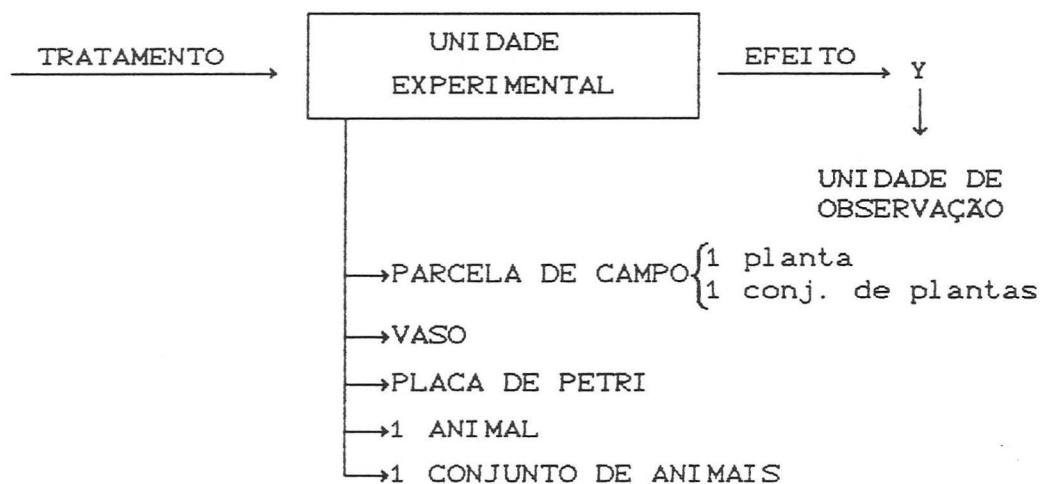 TRATAMENTO
UNIDADE
EXPERIMENTAL
EFEITO
Y
UNIDADE DE
OBSERVAÇÃO
PARCELA DE CAMPO
1 planta
1 conj. de plantas
VASO
PLACA DE PETRI
1 ANIMAL
1 CONJUNTO DE ANIMAIS